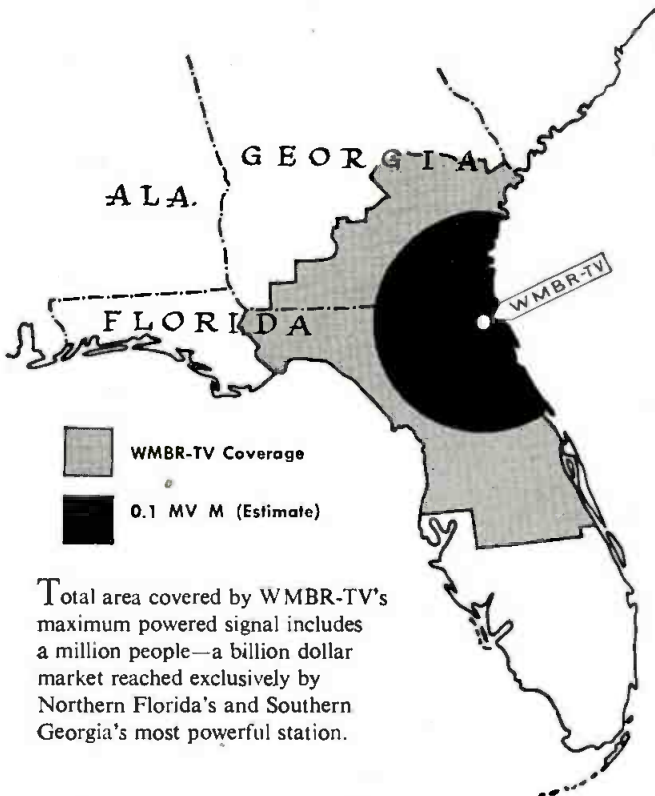 GEORGIA
ALA.
WMBR-TV
FLORIDA
WMBR-TV Coverage
0.1 MV M (Estimate)
Total area covered by WMBR-TV's
maximum powered signal includes
a million people—a billion dollar
market reached exclusively by
Northern Florida's and Southern
Georgia's most powerful station.